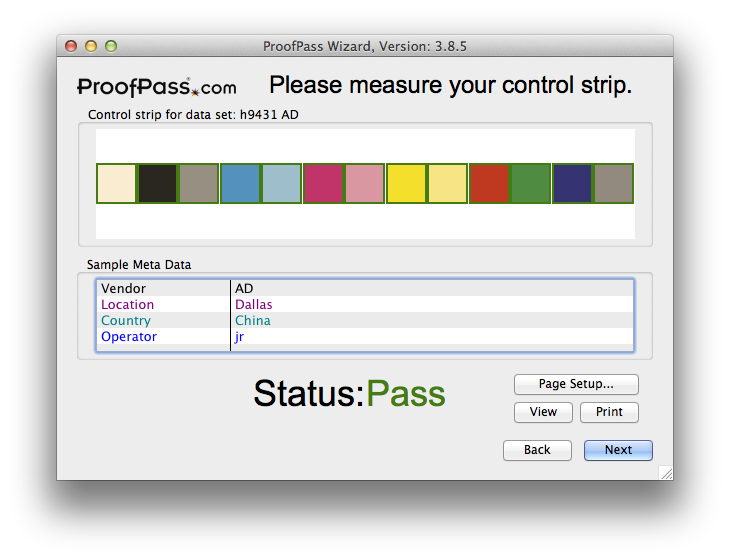 ProofPass Wizard, Version: 3.8.5
ProofPass.com
Please measure your control strip.
Control strip for data set: h9431 AD
Sample Meta Data
Vendor AD
Location Dallas
Country China
Operator jr
Status:Pass
Page Setup...
View Print
Back Next